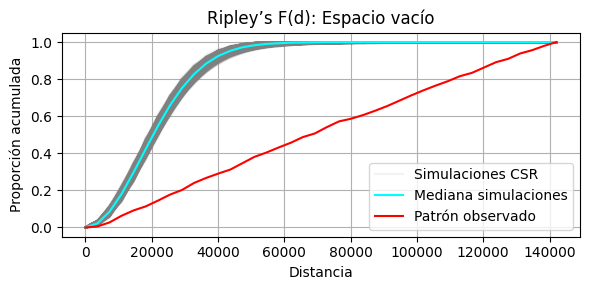 Ripley’s F(d): Espacio vacío
Proporción acumulada
1.0
0.8
0.6
0.4
0.2
0.0
Simulaciones CSR
Mediana simulaciones
Patrón observado
0
20000
40000
60000
80000
100000
120000
140000
Distancia